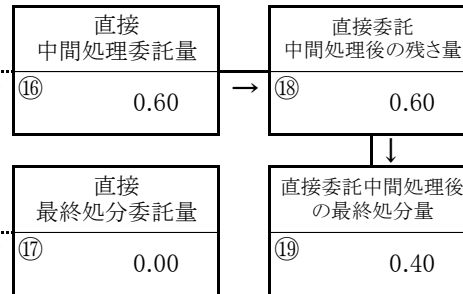 直接
中間処理委託量
⑯
0.60
→
直接委託
中間処理後の残さ量
⑱
0.60
↓
直接
最終処分委託量
⑰
0.00
直接委託中間処理後
の最終処分量
⑲
0.40